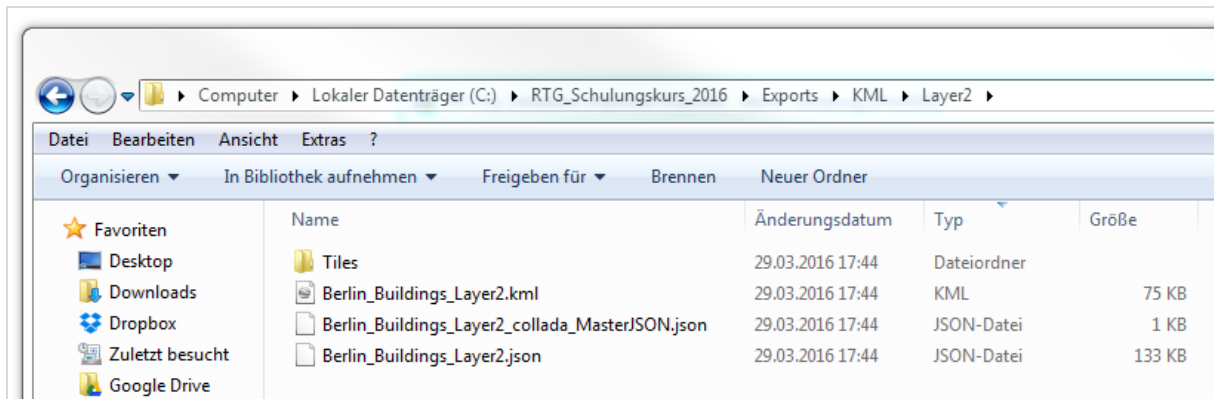 Computer Lokaler Datenträger (C:) RTG_Schulungskurs_2016 Exports KML Layer2
Datei Bearbeiten Ansicht Extras ?
Organisieren In Bibliothek aufnehmen Freigeben für Brennen Neuer Ordner
Favoriten
Desktop
Downloads
Dropbox
Zuletzt besucht
Google Drive
Name Änderungsdatum Typ Größe
Tiles 29.03.2016 17:44 Dateiordner
Berlin_Buildings_Layer2.kml 29.03.2016 17:44 KML 75 KB
Berlin_Buildings_Layer2_collada_MasterJSON.json 29.03.2016 17:44 JSON-Datei 1 KB
Berlin_Buildings_Layer2.json 29.03.2016 17:44 JSON-Datei 133 KB